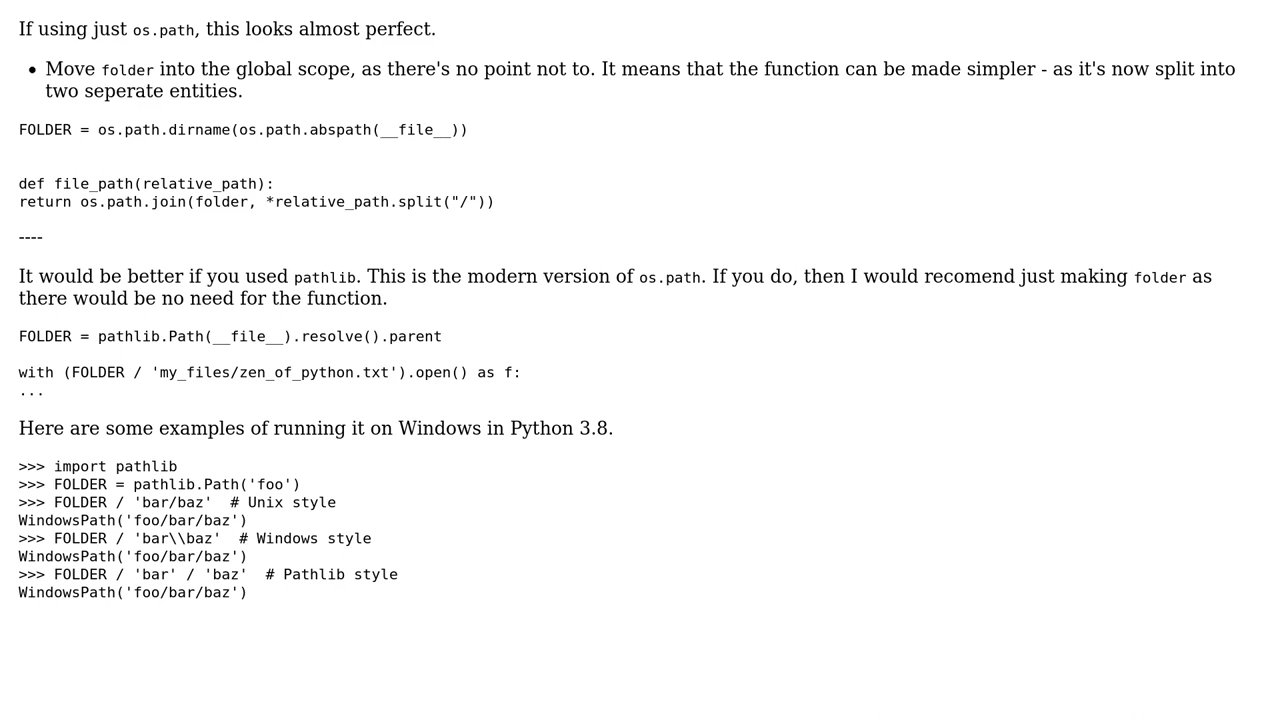 If using just os.path, this looks almost perfect.
• Move folder into the global scope, as there's no point not to. It means that the function can be made simpler - as it's now split into
two seperate entities.
FOLDER = os.path.dirname(os.path.abspath(__file__))
def file_path(relative_path):
return os.path.join(folder, *relative_path.split("/"))
----
It would be better if you used pathlib. This is the modern version of os.path. If you do, then I would recomend just making folder as
there would be no need for the function.
FOLDER = pathlib.Path(__file__).resolve().parent
with (FOLDER / 'my_files/zen_of_python.txt').open() as f:
...
Here are some examples of running it on Windows in Python 3.8.
>>> import pathlib
>>> FOLDER = pathlib.Path('foo')
>>> FOLDER / 'bar/baz'  # Unix style
WindowsPath('foo/bar/baz')
>>> FOLDER / 'bar\\baz'  # Windows style
WindowsPath('foo/bar/baz')
>>> FOLDER / 'bar' / 'baz'  # Pathlib style
WindowsPath('foo/bar/baz')